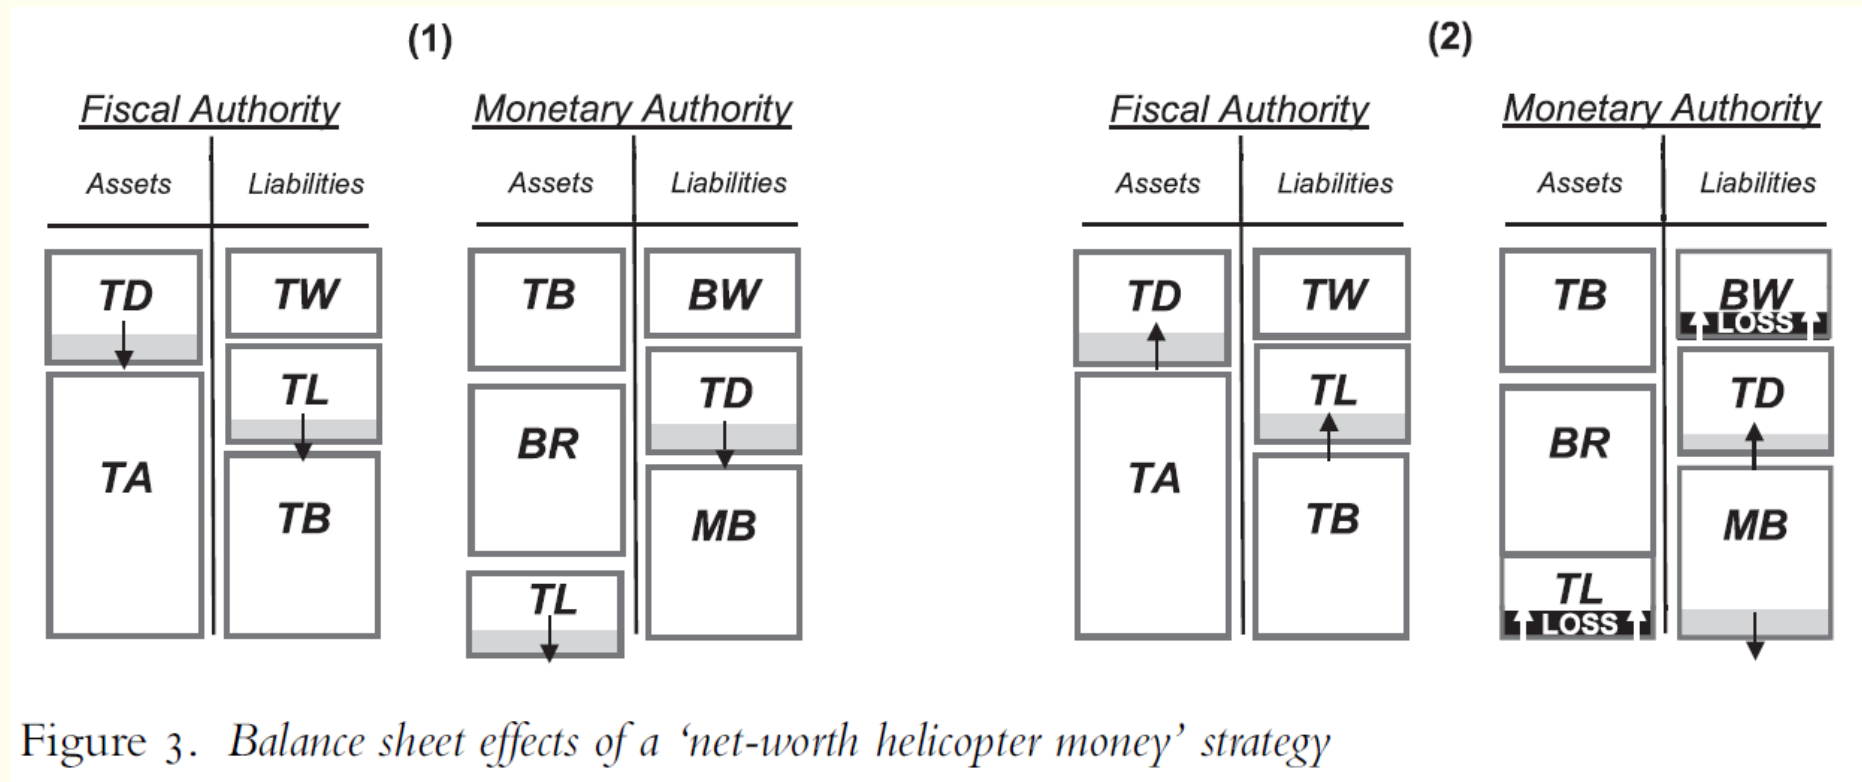 (1)
(2)
Fiscal Authority
Monetary Authority
Fiscal Authority
Monetary Authority
Assets
Liabilities
Assets
Liabilities
Assets
Liabilities
Assets
Liabilities
TD
TA
TW
TL
TB
TB
BR
TL
BW
TD
MB
TD
TA
TW
TL
TB
TB
BR
TL
LOSS
BW
LOSS
TD
MB
Figure 3. Balance sheet effects of a ‘net-worth helicopter money’ strategy